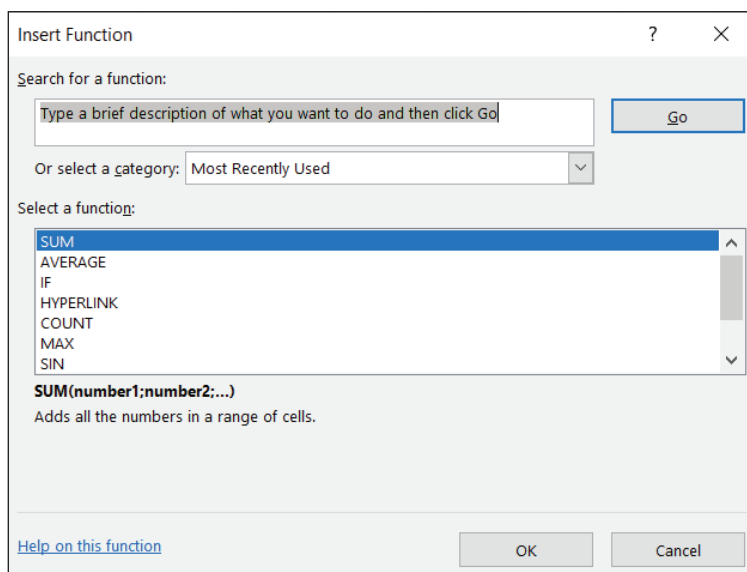 Insert Function
?
Search for a function:
Type a brief description of what you want to do and then click Go
Go
Or select a category: Most Recently Used
Select a function:
SUM
AVERAGE
IF
HYPERLINK
COUNT
MAX
SIN
SUM(number1;number2;...)
Adds all the numbers in a range of cells.
Help on this function
OK
Cancel